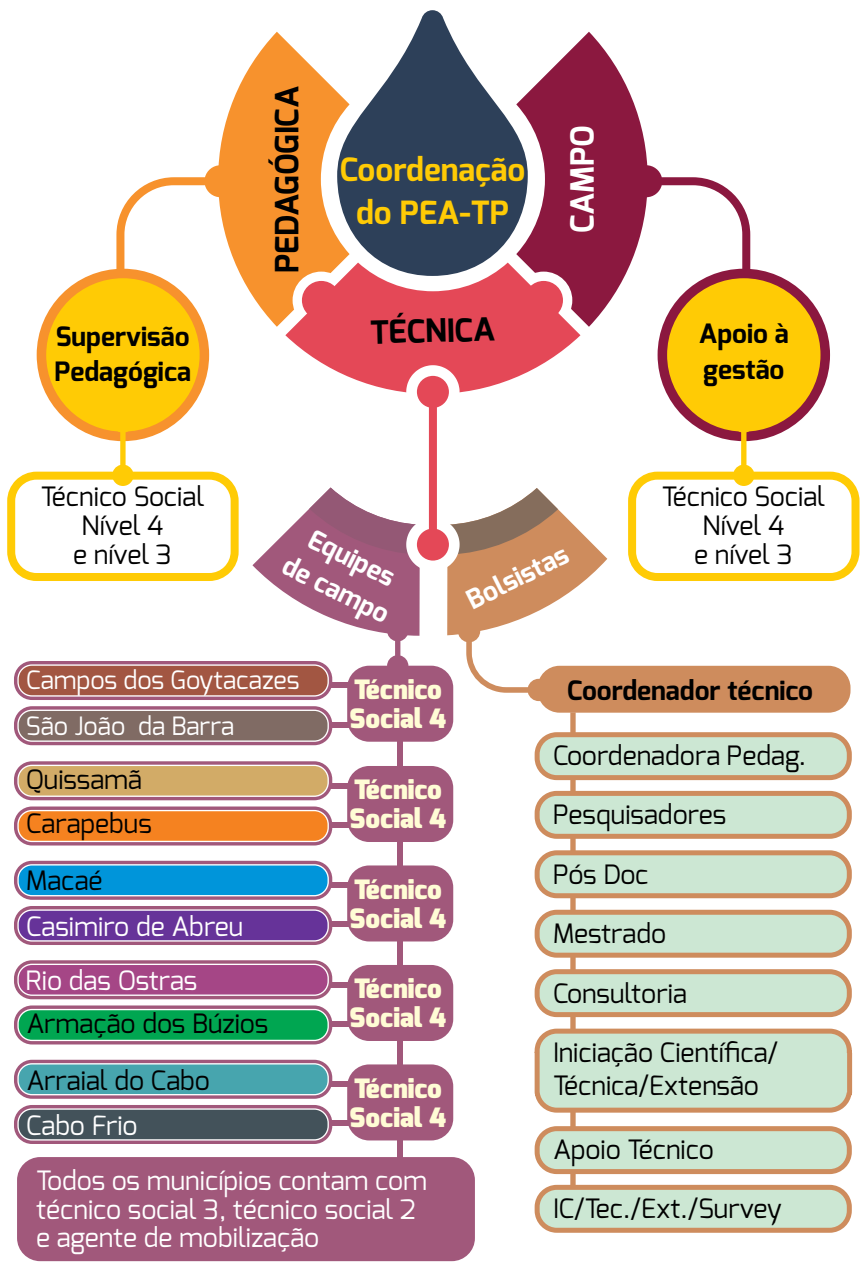 PEDAGÓGICA
Coordenação
do PEA-TP
CAMPO
TÉCNICA
Supervisão
Pedagógica
Apoio à
gestão
Técnico Social
Nível 4
e nível 3
Técnico Social
Nível 4
e nível 3
Equipes
de campo
Bolsistas
Campos dos Goytacazes
São João da Barra
Técnico
Social 4
Quissamã
Carapebus
Técnico
Social 4
Macaé
Casimiro de Abreu
Técnico
Social 4
Rio das Ostras
Armação dos Búzios
Técnico
Social 4
Arraial do Cabo
Cabo Frio
Técnico
Social 4
Todos os municípios contam com
técnico social 3, técnico social 2
e agente de mobilização
Coordenador técnico
Coordenadora Pedag.
Pesquisadores
Pós Doc
Mestrado
Consultoria
Iniciação Científica/
Técnica/Extensão
Apoio Técnico
IC/Tec./Ext./Survey